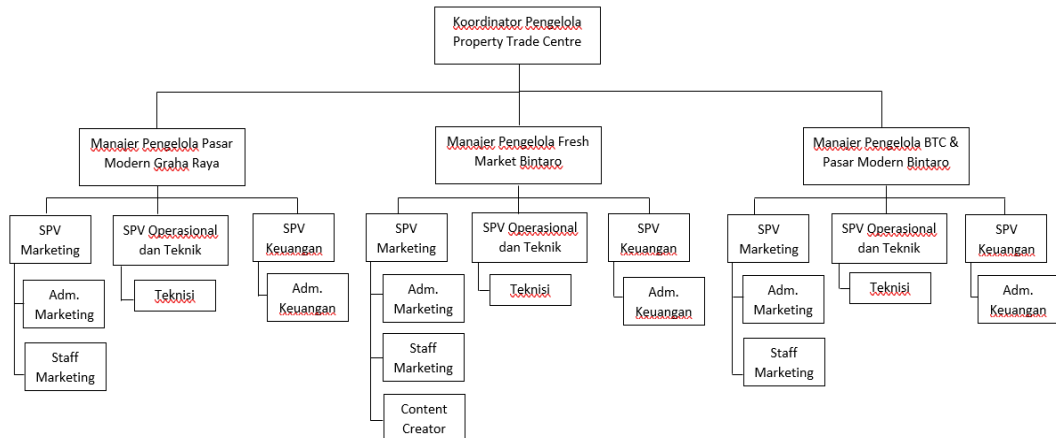 Koordinator Pengelola
Property Trade Centre
Manajer Pengelola Pasar
Modern Graha Raya
Manajer Pengelola Fresh
Market Bintaro
Manajer Pengelola BTC &
Pasar Modern Bintaro
SPV
Marketing
SPV Operasional
dan Teknik
SPV
Keuangan
SPV
Marketing
SPV Operasional
dan Teknik
SPV
Keuangan
SPV
Marketing
SPV Operasional
dan Teknik
SPV
Keuangan
Adm.
Marketing
Teknisi
Adm.
Keuangan
Adm.
Marketing
Teknisi
Adm.
Keuangan
Adm.
Marketing
Teknisi
Adm.
Keuangan
Staff
Marketing
Staff
Marketing
Staff
Marketing
Content
Creator